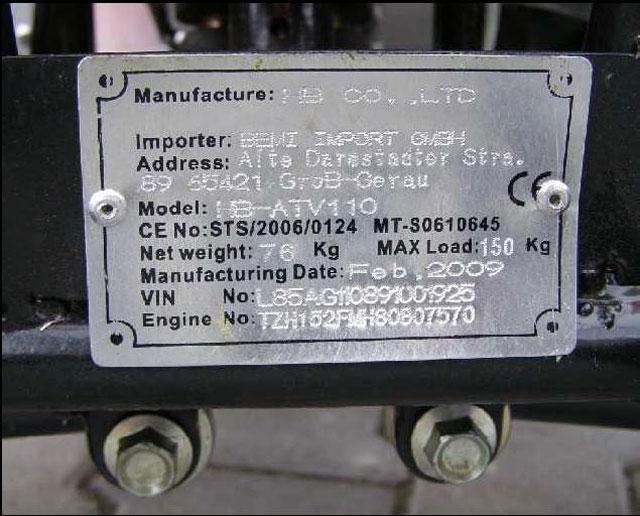 Manufacture: HB CO.,LTD
Importer: BEMI IMPORT GMBH
Address: Alte Darmstadter Stra.
89 65421 GroB-Gerau
CE
Model: HB-ATV110
CE No:STS/2006/0124 MT-S0610645
Net weight: 76 Kg MAX Load: 150 Kg
Manufacturing Date: Feb,2009
VIN No: L85AG110891001925
Engine No: TZH152FMH80807570